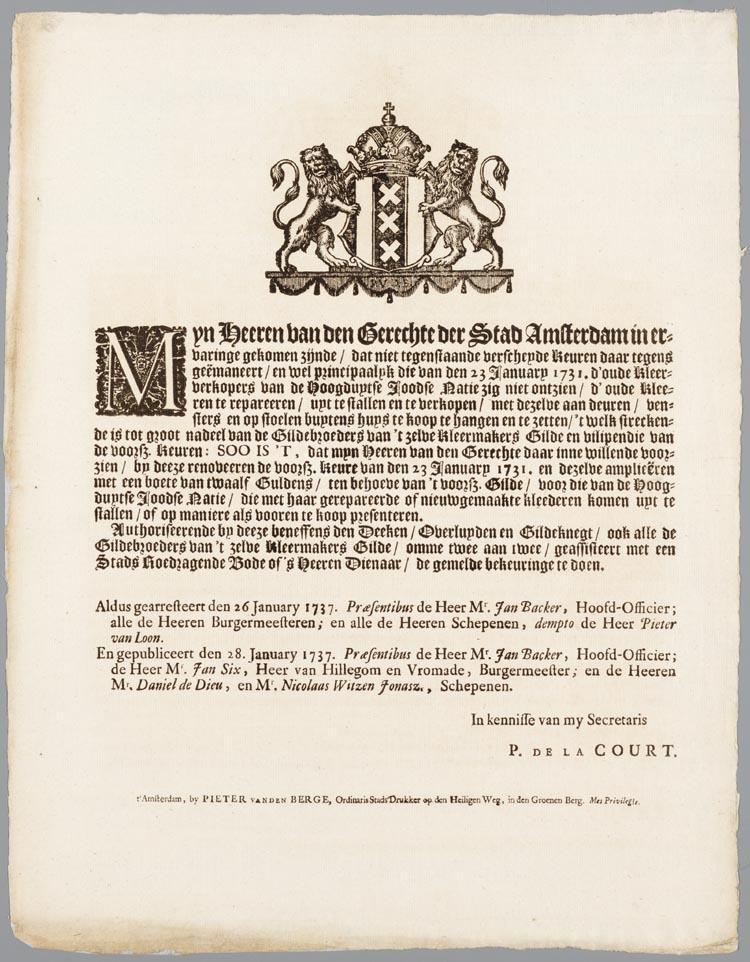 Myn Heeren van den Gerechte der Stad Amsterdam in er-
varinge gekomen zijnde / dat niet tegenstaande verscheyde Keuren daar tegens
geëmaneert / en wel principaalyk die van den 23 January 1731. d'oude Kleer-
verkopers van de Hoogduytse Joodse Natie zig niet ontzien / d'oude Klee-
ren te repareeren / uyt te stallen en te verkopen / met dezelve aan deuren / ven-
sters en op stoelen buytens huys te koop te hangen en te zetten / 't welk strecken-
de is tot groot nadeel van de Gildebroeders van 't zelve Kleermakers Gilde en vilipendie van
de voorsz. Keuren: SOO IS 'T, dat myn Heeren van den Gerechte daar inne willende voor-
zien / by deeze renoveeren de voorsz. Keure van den 23 January 1731. en dezelve ampliëren
met een boete van twaalf Guldens / ten behoeve van 't voorsz. Gilde / voor die van de Hoog-
duytse Joodse Natie / die met haar gerepareerde of nieuwgemaakte kleederen komen uyt te
stallen / of op maniere als vooren te koop presenteren.
Authoriseerende by deeze beneffens den Deeken / Overluyden en Gildeknegt / ook alle de
Gildebroeders van 't zelve Kleermakers Gilde / omme twee aan twee / geassisteert met een
Stads Roedragende Bode of 's Heeren Dienaar / de gemelde bekeuringe te doen.
Aldus gearresteert den 26 January 1737. Præsentibus de Heer Mr. Jan Backer, Hoofd-Officier;
alle de Heeren Burgermeesteren; en alle de Heeren Schepenen, dempto de Heer Pieter
van Loon.
En gepubliceert den 28. January 1737. Præsentibus de Heer Mr. Jan Backer, Hoofd-Officier;
de Heer Mr. Jan Six, Heer van Hillegom en Vromade, Burgermeester; en de Heeren
Mr. Daniel de Dieu, en Mr. Nicolaas Witzen Jonasz., Schepenen.
In kennisse van my Secretaris
P. DE LA COURT.
t'Amsterdam, by PIETER VANDEN BERGE, Ordinaris Stads Drukker op den Heiligen Weg, in den Groenen Berg. Met Privilegie.